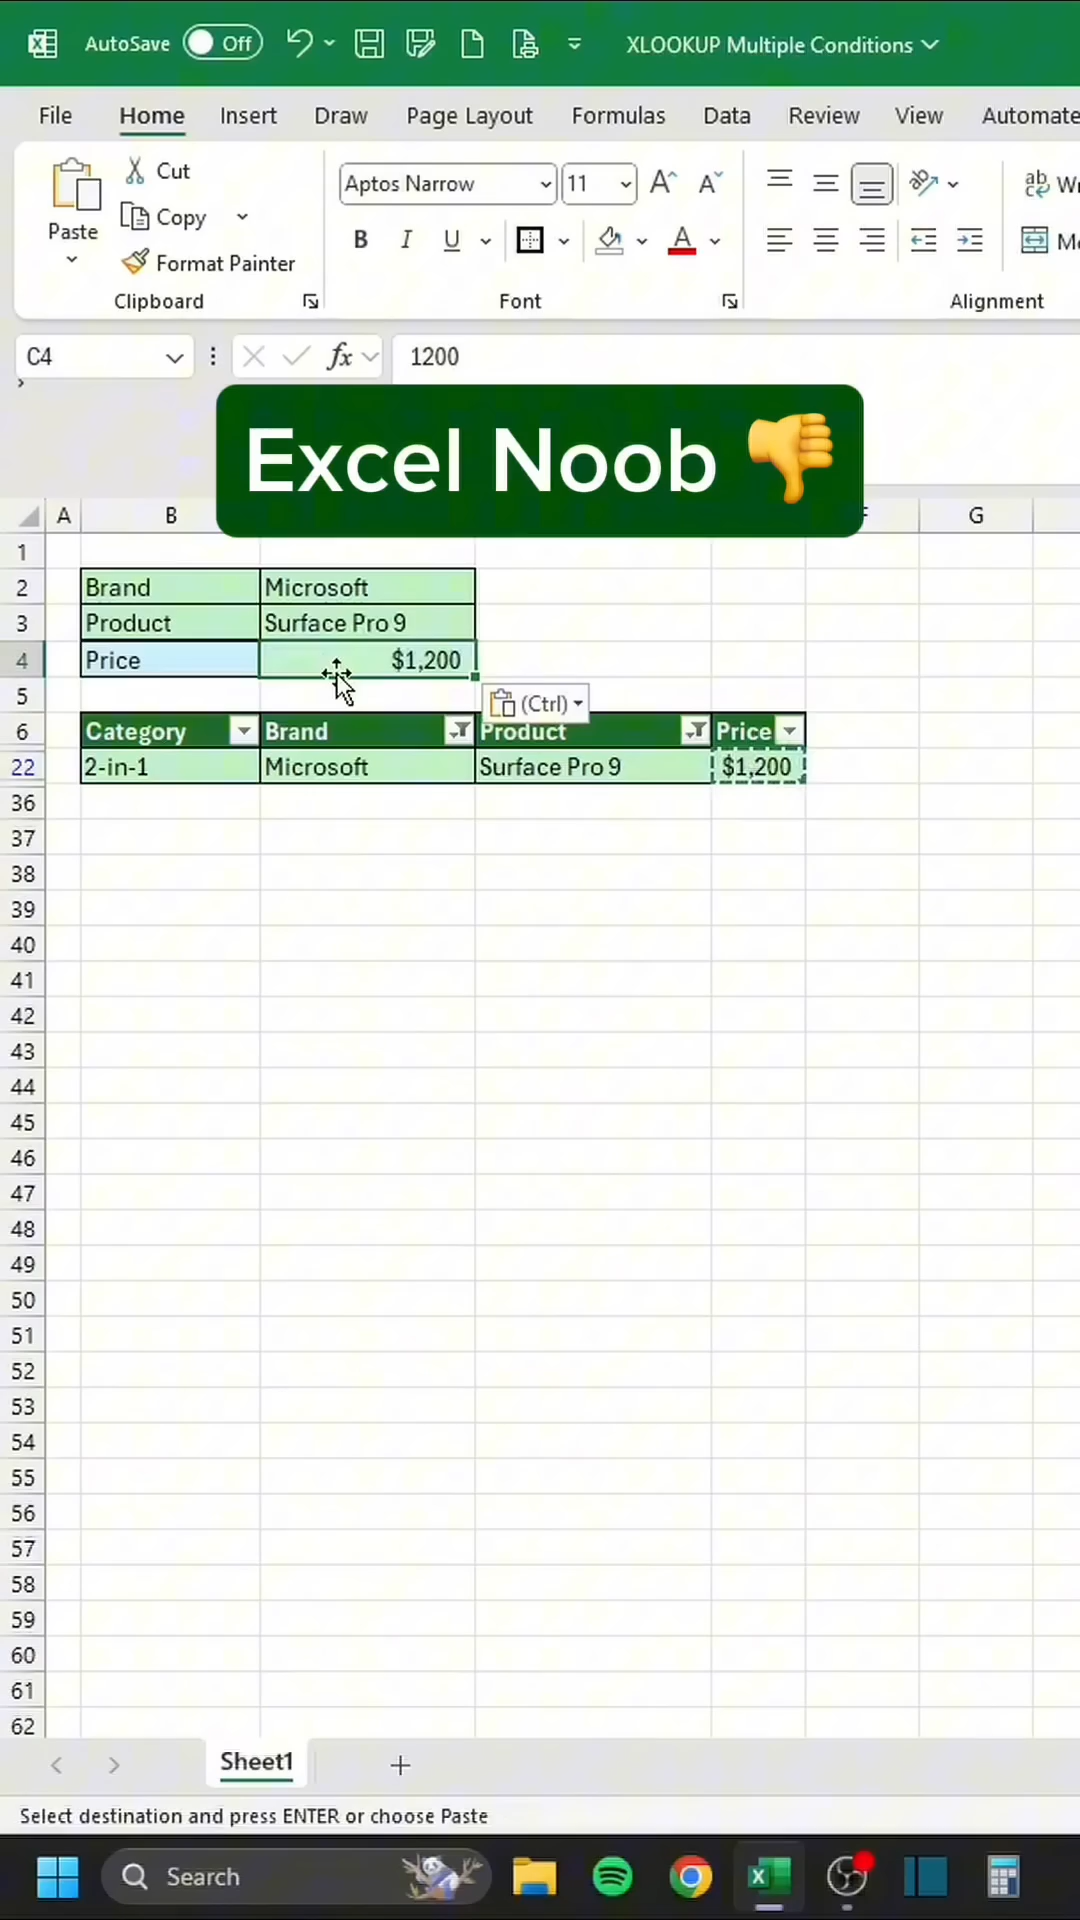 AutoSave Off XLOOKUP Multiple Conditions
File Home Insert Draw Page Layout Formulas Data Review View Automate
Cut
Copy
Paste
Format Painter
Clipboard
Aptos Narrow 11 A A
B I U A
Font
ab Wr
Alignment
C4 fx 1200
Excel Noob 👎
A B F G
1
2 Brand Microsoft
3 Product Surface Pro 9
4 Price $1,200
5 (Ctrl)
6 Category Brand Product Price
22 2-in-1 Microsoft Surface Pro 9 $1,200
36
37
38
39
40
41
42
43
44
45
46
47
48
49
50
51
52
53
54
55
56
57
58
59
60
61
62
Sheet1
Select destination and press ENTER or choose Paste
Search